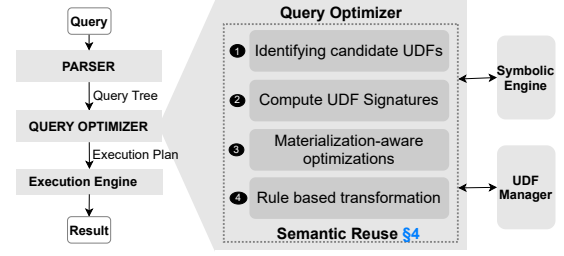 Query
PARSER
Query Tree
QUERY OPTIMIZER
Execution Plan
Execution Engine
Result
Query Optimizer
1 Identifying candidate UDFs
2 Compute UDF Signatures
3 Materialization-aware
optimizations
4 Rule based transformation
Semantic Reuse §4
Symbolic
Engine
UDF
Manager